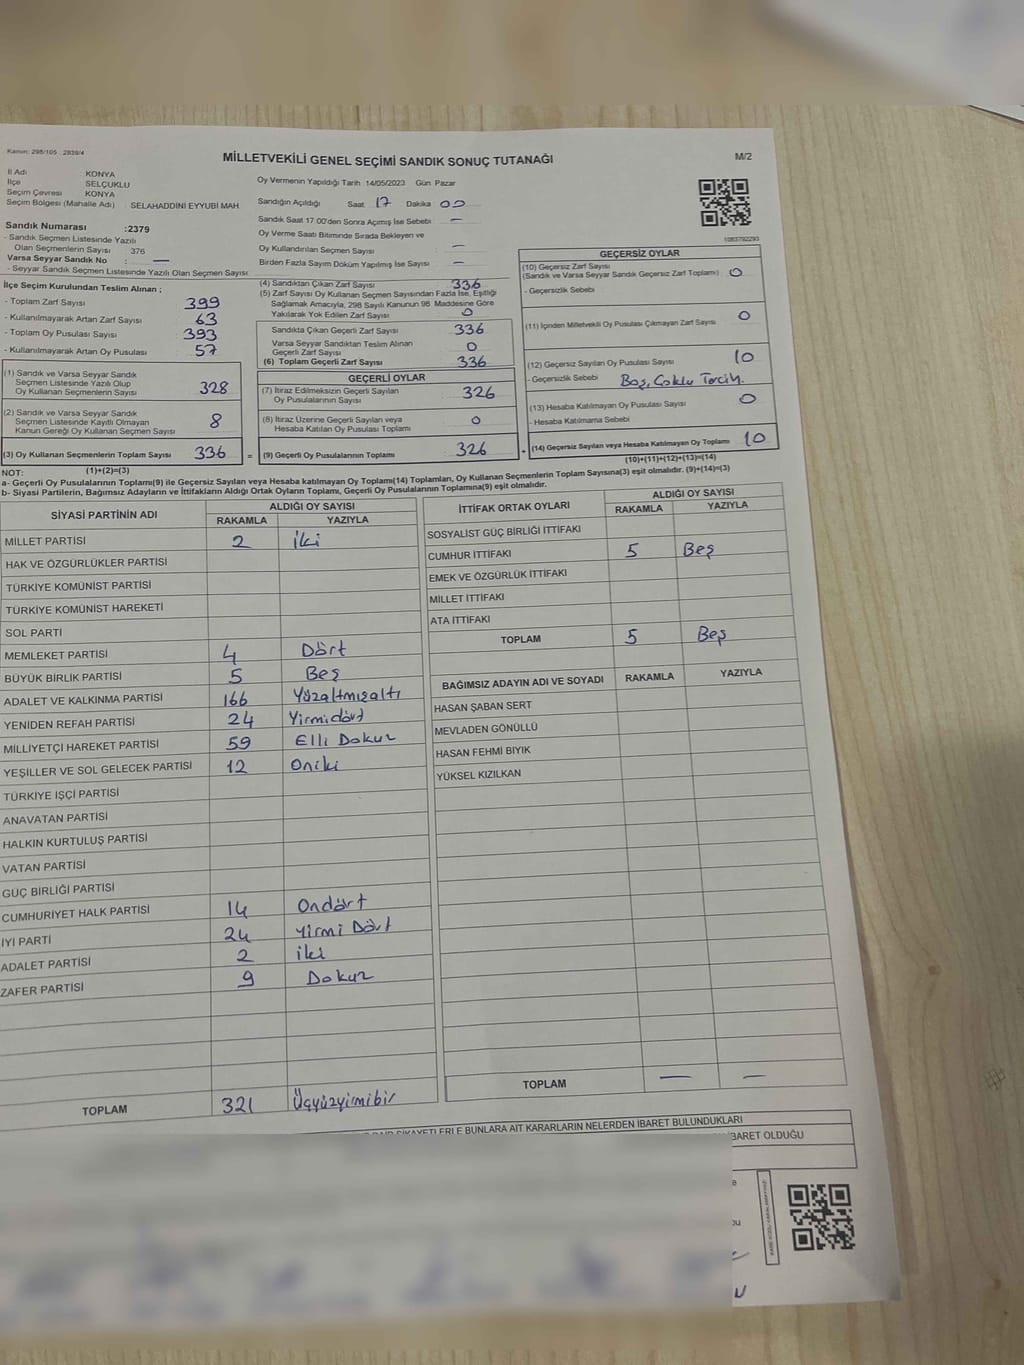 Kanun: 298/105 : 2839/4
MİLLETVEKİLİ GENEL SEÇİMİ SANDIK SONUÇ TUTANAĞI
M/2
İl Adı KONYA
İlçe SELÇUKLU
Seçim Çevresi KONYA
Seçim Bölgesi (Mahalle Adı) SELAHADDİNİ EYYUBİ MAH
Oy Vermenin Yapıldığı Tarih 14/05/2023 Gün Pazar
Sandığın Açıldığı Saat 17 Dakika 00
Sandık Saat 17.00'den Sonra Açımış İse Sebebi —
Oy Verme Saati Bitiminde Sırada Bekleyen ve
Oy Kullandırılan Seçmen Sayısı —
Birden Fazla Sayım Döküm Yapılmış İse Sayısı —
1083792293
Sandık Numarası :2379
- Sandık Seçmen Listesinde Yazılı
Olan Seçmenlerin Sayısı 376
Varsa Seyyar Sandık No : —
- Seyyar Sandık Seçmen Listesinde Yazılı Olan Seçmen Sayısı
İlçe Seçim Kurulundan Teslim Alınan ;
- Toplam Zarf Sayısı 399
- Kullanılmayarak Artan Zarf Sayısı 63
- Toplam Oy Pusulası Sayısı 393
- Kullanılmayarak Artan Oy Pusulası 57
(1) Sandık ve Varsa Seyyar Sandık
Seçmen Listesinde Yazılı Olup
Oy Kullanan Seçmenlerin Sayısı 328
(2) Sandık ve Varsa Seyyar Sandık
Seçmen Listesinde Kayıtlı Olmayan
Kanun Gereği Oy Kullanan Seçmen Sayısı 8
(3) Oy Kullanan Seçmenlerin Toplam Sayısı 336 =
(1)+(2)=(3)
(4) Sandıktan Çıkan Zarf Sayısı 336
(5) Zarf Sayısı Oy Kullanan Seçmen Sayısından Fazla İse, Eşitliği
Sağlamak Amacıyla, 298 Sayılı Kanunun 98. Maddesine Göre
Yakılarak Yok Edilen Zarf Sayısı 0
Sandıkta Çıkan Geçerli Zarf Sayısı 336
Varsa Seyyar Sandıktan Teslim Alınan
Geçerli Zarf Sayısı 0
(6) Toplam Geçerli Zarf Sayısı 336
GEÇERLİ OYLAR
(7) İtiraz Edilmeksizin Geçerli Sayılan
Oy Pusulalarının Sayısı 326
(8) İtiraz Üzerine Geçerli Sayılan veya
Hesaba Katılan Oy Pusulası Toplamı 0
(9) Geçerli Oy Pusulalarının Toplamı 326 +
GEÇERSİZ OYLAR
(10) Geçersiz Zarf Sayısı
(Sandık ve Varsa Seyyar Sandık Geçersiz Zarf Toplamı) 0
- Geçersizlik Sebebi
(11) İçinden Milletvekili Oy Pusulası Çıkmayan Zarf Sayısı 0
(12) Geçersiz Sayılan Oy Pusulası Sayısı 10
- Geçersizlik Sebebi Boş, Çoklu Tercih.
(13) Hesaba Katılmayan Oy Pusulası Sayısı 0
- Hesaba Katılmama Sebebi
(14) Geçersiz Sayılan veya Hesaba Katılmayan Oy Toplamı 10
(10)+(11)+(12)+(13)=(14)
NOT:
a- Geçerli Oy Pusulalarının Toplamı(9) ile Geçersiz Sayılan veya Hesaba katılmayan Oy Toplamı(14) Toplamları, Oy Kullanan Seçmenlerin Toplam Sayısına(3) eşit olmalıdır. (9)+(14)=(3)
b- Siyasi Partilerin, Bağımsız Adayların ve İttifakların Aldığı Ortak Oyların Toplamı, Geçerli Oy Pusulalarının Toplamına(9) eşit olmalıdır.
SİYASİ PARTİNİN ADI ALDIĞI OY SAYISI
RAKAMLA YAZIYLA
MİLLET PARTİSİ 2 İki
HAK VE ÖZGÜRLÜKLER PARTİSİ
TÜRKİYE KOMÜNİST PARTİSİ
TÜRKİYE KOMÜNİST HAREKETİ
SOL PARTİ
MEMLEKET PARTİSİ 4 Dört
BÜYÜK BİRLİK PARTİSİ 5 Beş
ADALET VE KALKINMA PARTİSİ 166 Yüzaltmışaltı
YENİDEN REFAH PARTİSİ 24 Yirmidört
MİLLİYETÇİ HAREKET PARTİSİ 59 Elli Dokuz
YEŞİLLER VE SOL GELECEK PARTİSİ 12 Oniki
TÜRKİYE İŞÇİ PARTİSİ
ANAVATAN PARTİSİ
HALKIN KURTULUŞ PARTİSİ
VATAN PARTİSİ
GÜÇ BİRLİĞİ PARTİSİ
CUMHURİYET HALK PARTİSİ 14 Ondört
İYİ PARTİ 24 Yirmi Dört
ADALET PARTİSİ 2 iki
ZAFER PARTİSİ 9 Dokuz
TOPLAM 321 Üçyüzyirmibir
İTTİFAK ORTAK OYLARI ALDIĞI OY SAYISI
RAKAMLA YAZIYLA
SOSYALİST GÜÇ BİRLİĞİ İTTİFAKI
CUMHUR İTTİFAKI 5 Beş
EMEK VE ÖZGÜRLÜK İTTİFAKI
MİLLET İTTİFAKI
ATA İTTİFAKI
TOPLAM 5 Beş
BAĞIMSIZ ADAYIN ADI VE SOYADI RAKAMLA YAZIYLA
HASAN ŞABAN SERT
MEVLADEN GÖNÜLLÜ
HASAN FEHMİ BIYIK
YÜKSEL KIZILKAN
TOPLAM — —
ŞİKAYETLERLE BUNLARA AİT KARARLARIN NELERDEN İBARET BULUNDUKLARI
İBARET OLDUĞU